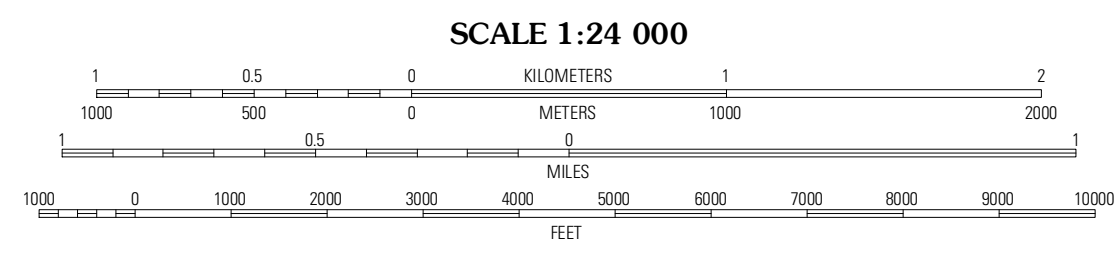 SCALE 1:24 000
1 0.5 0 KILOMETERS 1 2
1000 500 0 METERS 1000 2000
1 0.5 0 1
MILES
1000 0 1000 2000 3000 4000 5000 6000 7000 8000 9000 10000
FEET